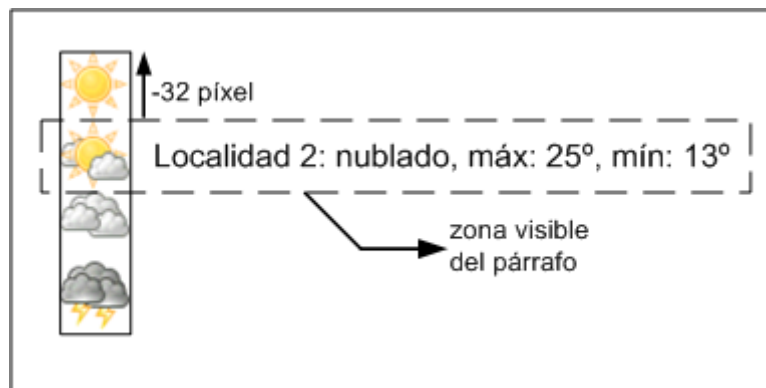 -32 píxel
Localidad 2: nublado, máx: 25º, mín: 13º
zona visible
del párrafo